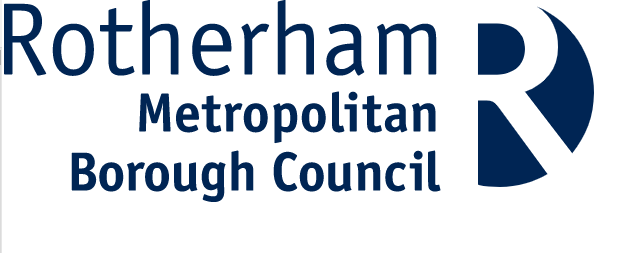 Rotherham
Metropolitan
Borough Council
R